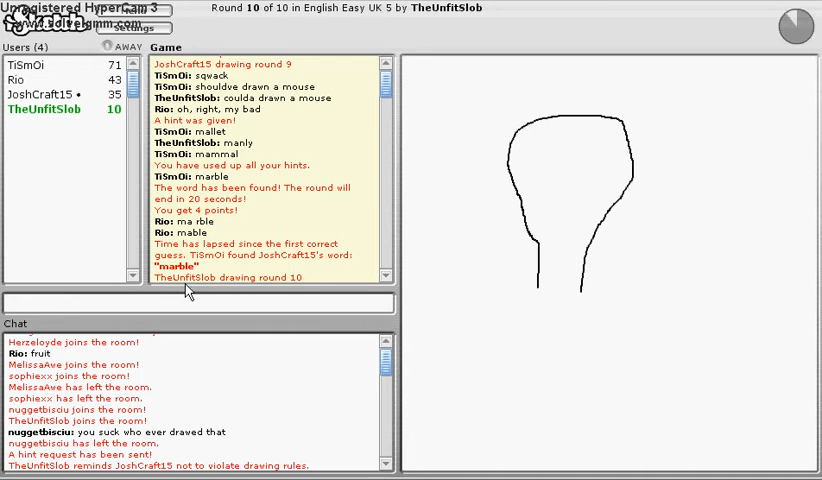 Unregistered HyperCam 3
Round 10 of 10 in English Easy UK 5 by TheUnfitSlob
Settings
Users (4)
AWAY
TiSmOi 71
Rio 43
JoshCraft15 • 35
TheUnfitSlob 10
Game
JoshCraft15 drawing round 9
TiSmOi: sqwack
TiSmOi: shouldve drawn a mouse
TheUnfitSlob: coulda drawn a mouse
Rio: oh, right, my bad
A hint was given!
TiSmOi: mallet
TheUnfitSlob: manly
TiSmOi: mammal
You have used up all your hints.
TiSmOi: marble
The word has been found! The round will
end in 20 seconds!
You get 4 points!
Rio: ma rble
Rio: mable
Time has lapsed since the first correct
guess. TiSmOi found JoshCraft15's word:
"marble"
TheUnfitSlob drawing round 10
Chat
Herzeloyde joins the room!
Rio: fruit
MelissaAwe joins the room!
sophiexx joins the room!
MelissaAwe has left the room.
sophiexx has left the room.
nuggetbisciu joins the room!
TheUnfitSlob joins the room!
nuggetbisciu: you suck who ever drawed that
nuggetbisciu has left the room.
A hint request has been sent!
TheUnfitSlob reminds JoshCraft15 not to violate drawing rules.